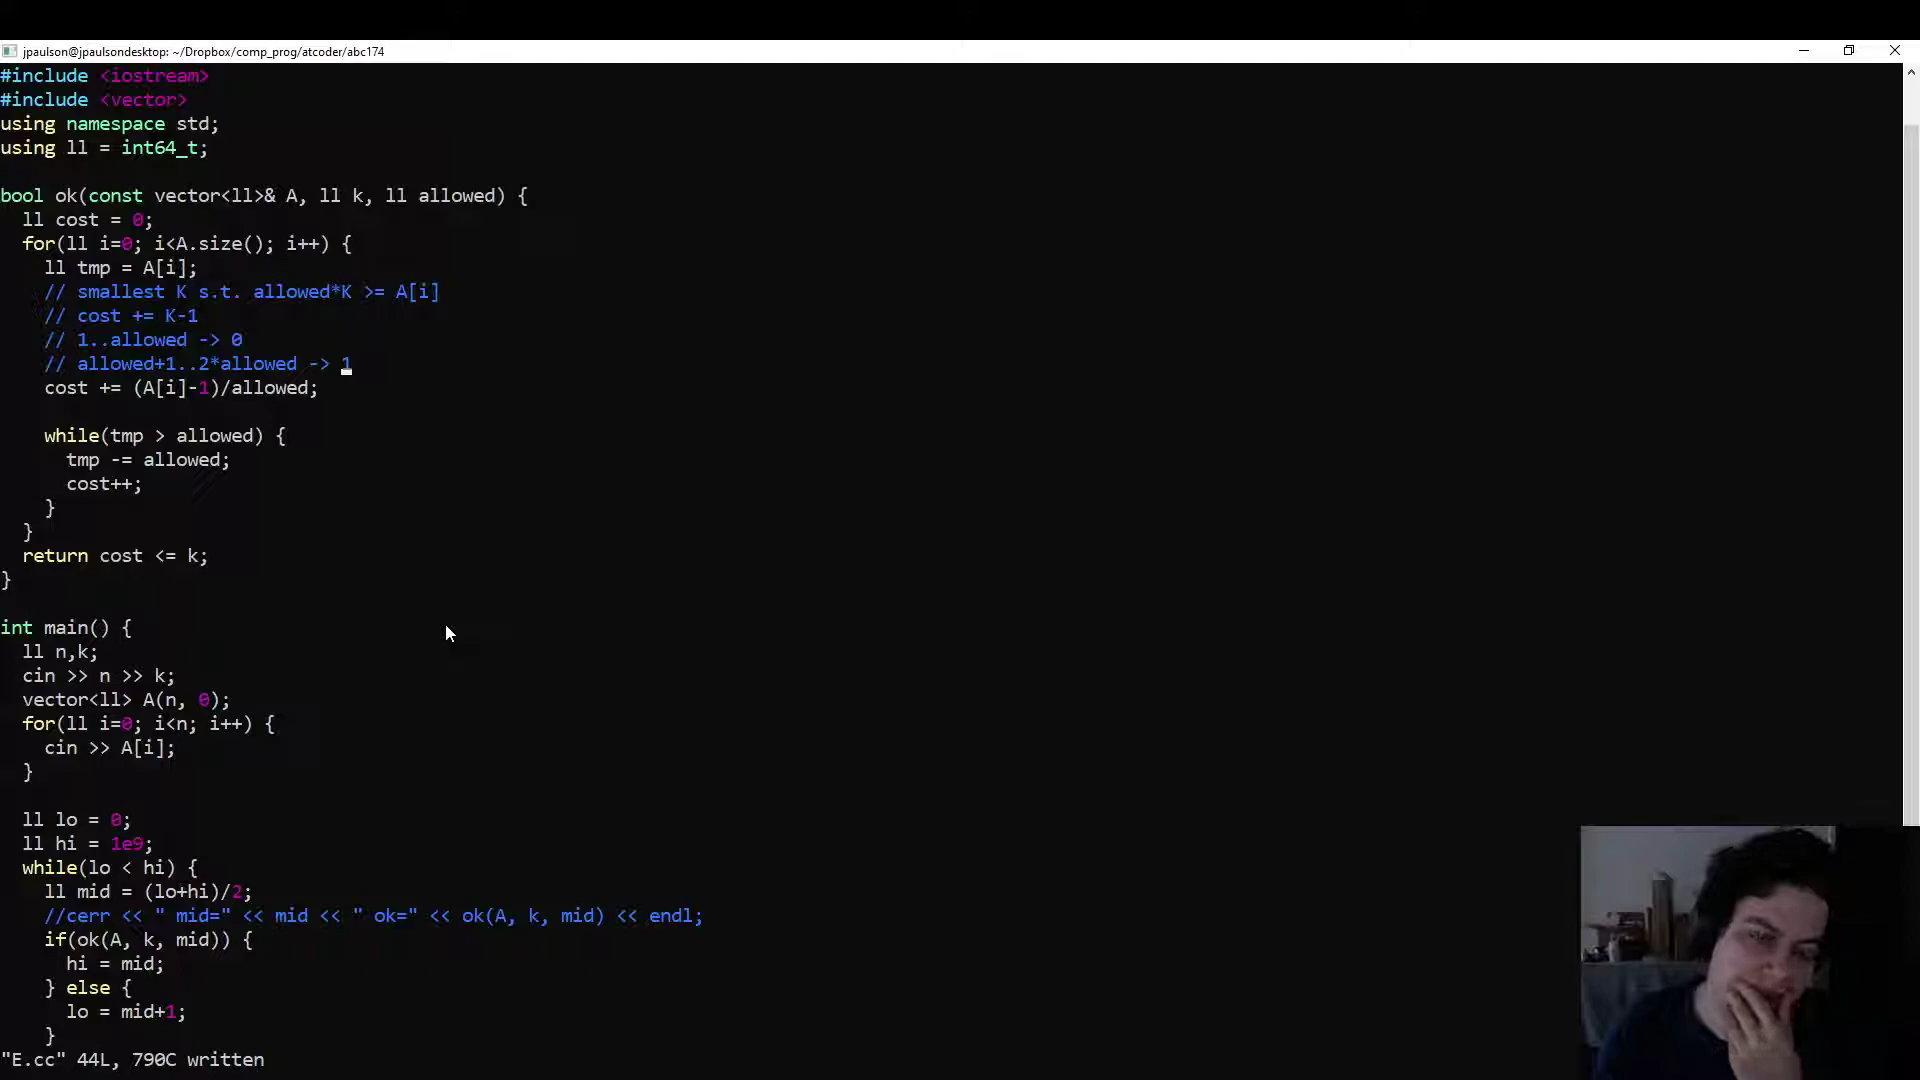 jpaulson@jpaulsondesktop: ~/Dropbox/comp_prog/atcoder/abc174
#include <iostream>
#include <vector>
using namespace std;
using ll = int64_t;
bool ok(const vector<ll>& A, ll k, ll allowed) {
ll cost = 0;
for(ll i=0; i<A.size(); i++) {
ll tmp = A[i];
// smallest K s.t. allowed*K >= A[i]
// cost += K-1
// 1..allowed -> 0
// allowed+1..2*allowed -> 1
cost += (A[i]-1)/allowed;
while(tmp > allowed) {
tmp -= allowed;
cost++;
}
}
return cost <= k;
}
int main() {
ll n,k;
cin >> n >> k;
vector<ll> A(n, 0);
for(ll i=0; i<n; i++) {
cin >> A[i];
}
ll lo = 0;
ll hi = 1e9;
while(lo < hi) {
ll mid = (lo+hi)/2;
//cerr << " mid=" << mid << " ok=" << ok(A, k, mid) << endl;
if(ok(A, k, mid)) {
hi = mid;
} else {
lo = mid+1;
}
"E.cc" 44L, 790C written